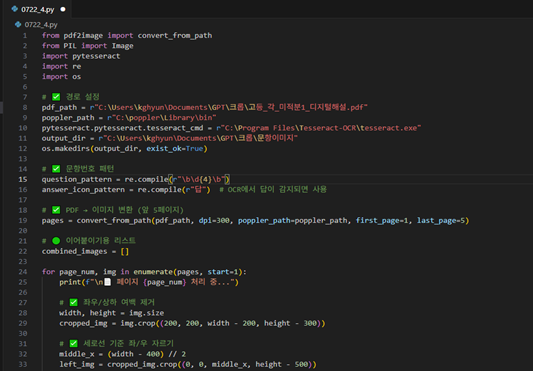 0722_4.py
0722_4.py
1 from pdf2image import convert_from_path
2 from PIL import Image
3 import pytesseract
4 import re
5 import os
6
7 # ✅ 경로 설정
8 pdf_path = r"C:\Users\kghyun\Documents\GPT\크롭\고등_각_미적분1_디지털해설.pdf"
9 poppler_path = r"C:\poppler\Library\bin"
10 pytesseract.pytesseract.tesseract_cmd = r"C:\Program Files\Tesseract-OCR\tesseract.exe"
11 output_dir = r"C:\Users\kghyun\Documents\GPT\크롭\문항이미지"
12 os.makedirs(output_dir, exist_ok=True)
13
14 # ✅ 문항번호 패턴
15 question_pattern = re.compile(r"\b\d{4}\b")
16 answer_icon_pattern = re.compile(r"답") # OCR에서 답이 감지되면 사용
17
18 # ✅ PDF → 이미지 변환 (앞 5페이지)
19 pages = convert_from_path(pdf_path, dpi=300, poppler_path=poppler_path, first_page=1, last_page=5)
20
21 # 🟢 이어붙이기용 리스트
22 combined_images = []
23
24 for page_num, img in enumerate(pages, start=1):
25 print(f"\n📄 페이지 {page_num} 처리 중...")
26
27 # ✅ 좌우/상하 여백 제거
28 width, height = img.size
29 cropped_img = img.crop((200, 200, width - 200, height - 300))
30
31 # ✅ 세로선 기준 좌/우 자르기
32 middle_x = (width - 400) // 2
33 left_img = cropped_img.crop((0, 0, middle_x, height - 500))